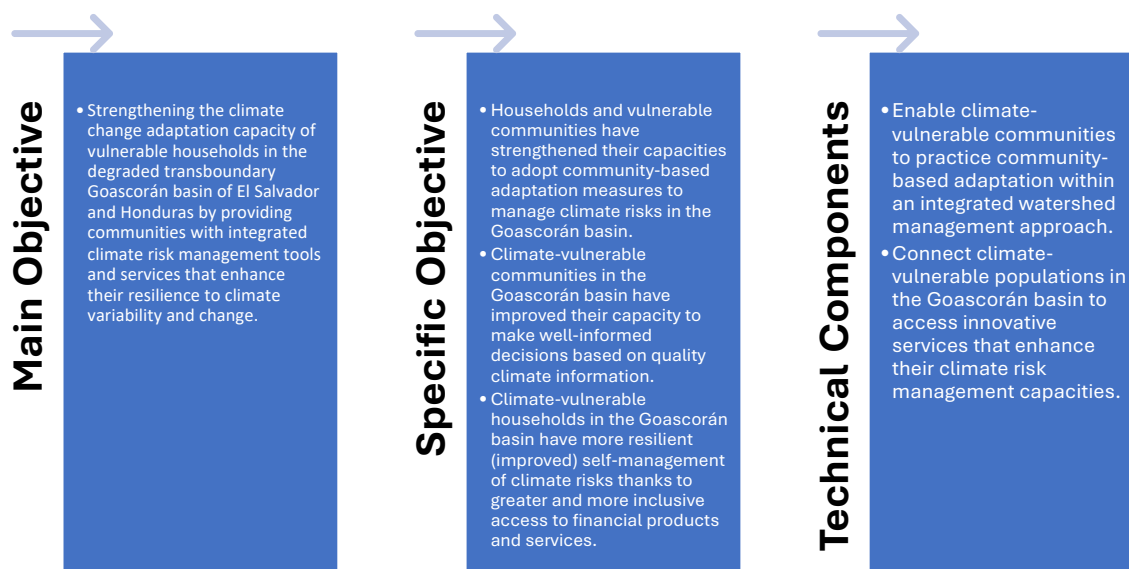 Main Objective
• Strengthening the climate
change adaptation capacity of
vulnerable households in the
degraded transboundary
Goascorán basin of El Salvador
and Honduras by providing
communities with integrated
climate risk management tools
and services that enhance
their resilience to climate
variability and change.
Specific Objective
• Households and vulnerable
communities have
strengthened their capacities
to adopt community-based
adaptation measures to
manage climate risks in the
Goascorán basin.
• Climate-vulnerable
communities in the
Goascorán basin have
improved their capacity to
make well-informed
decisions based on quality
climate information.
• Climate-vulnerable
households in the Goascorán
basin have more resilient
(improved) self-management
of climate risks thanks to
greater and more inclusive
access to financial products
and services.
Technical Components
• Enable climate-
vulnerable communities
to practice community-
based adaptation within
an integrated watershed
management approach.
• Connect climate-
vulnerable populations in
the Goascorán basin to
access innovative
services that enhance
their climate risk
management capacities.